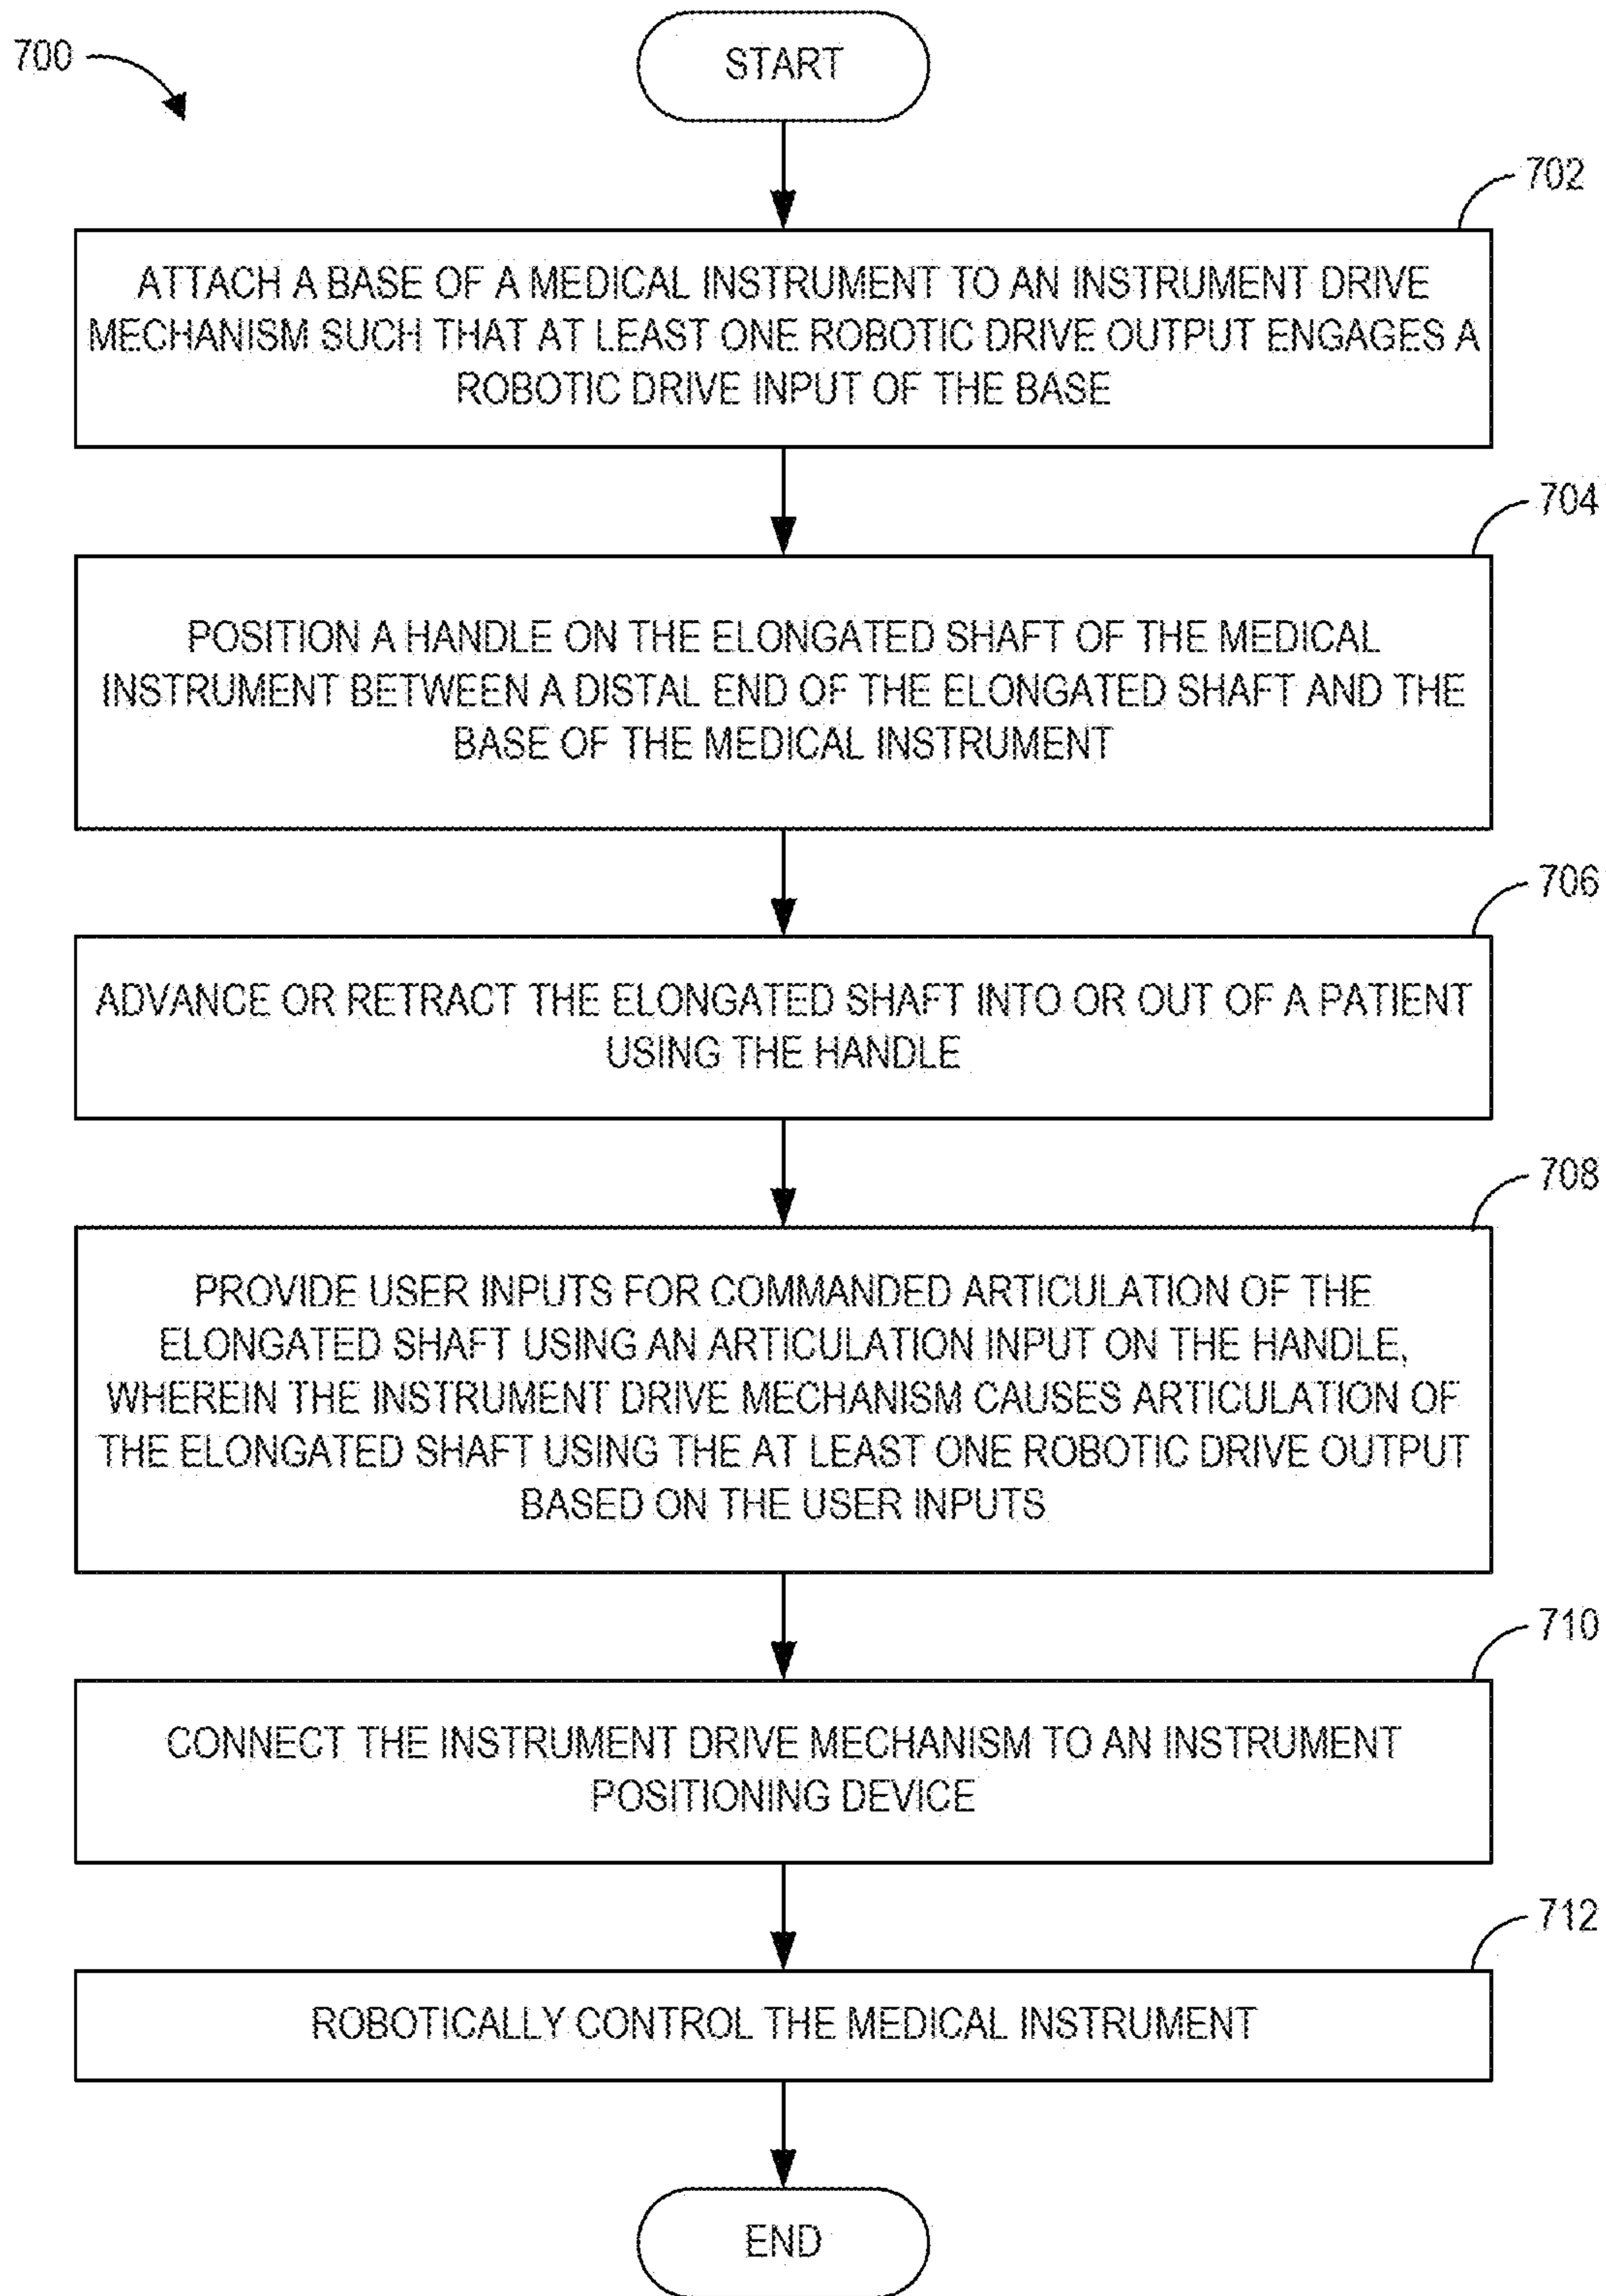 700
START
702
ATTACH A BASE OF A MEDICAL INSTRUMENT TO AN INSTRUMENT DRIVE
MECHANISM SUCH THAT AT LEAST ONE ROBOTIC DRIVE OUTPUT ENGAGES A
ROBOTIC DRIVE INPUT OF THE BASE
704
POSITION A HANDLE ON THE ELONGATED SHAFT OF THE MEDICAL
INSTRUMENT BETWEEN A DISTAL END OF THE ELONGATED SHAFT AND THE
BASE OF THE MEDICAL INSTRUMENT
706
ADVANCE OR RETRACT THE ELONGATED SHAFT INTO OR OUT OF A PATIENT
USING THE HANDLE
708
PROVIDE USER INPUTS FOR COMMANDED ARTICULATION OF THE
ELONGATED SHAFT USING AN ARTICULATION INPUT ON THE HANDLE,
WHEREIN THE INSTRUMENT DRIVE MECHANISM CAUSES ARTICULATION OF
THE ELONGATED SHAFT USING THE AT LEAST ONE ROBOTIC DRIVE OUTPUT
BASED ON THE USER INPUTS
710
CONNECT THE INSTRUMENT DRIVE MECHANISM TO AN INSTRUMENT
POSITIONING DEVICE
712
ROBOTICALLY CONTROL THE MEDICAL INSTRUMENT
END